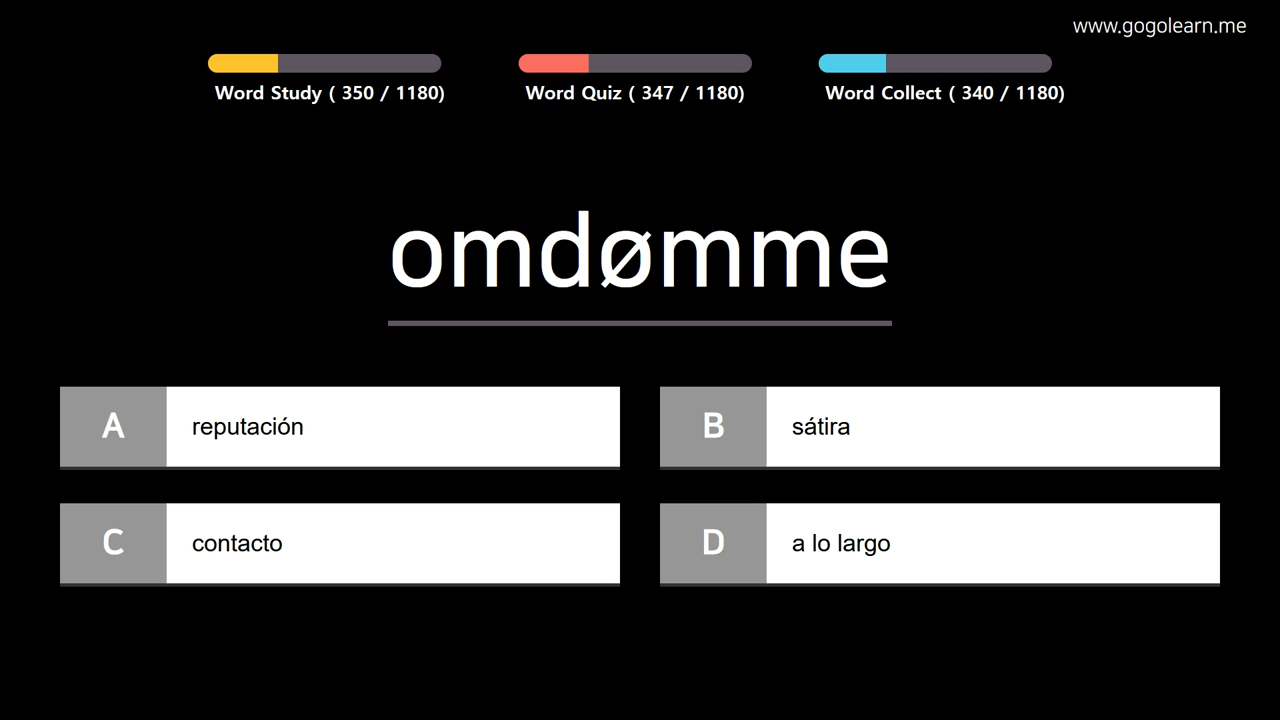 www.gogolearn.me
Word Study ( 350 / 1180)
Word Quiz ( 347 / 1180)
Word Collect ( 340 / 1180)
omdømme
A reputación
B sátira
C contacto
D a lo largo